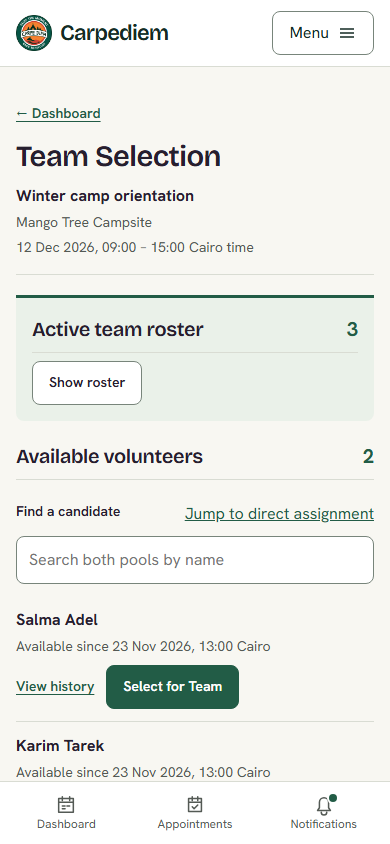 Carpediem
Menu
← Dashboard
Team Selection
Winter camp orientation
Mango Tree Campsite
12 Dec 2026, 09:00 – 15:00 Cairo time
Active team roster 3
Show roster
Available volunteers 2
Find a candidate Jump to direct assignment
Search both pools by name
Salma Adel
Available since 23 Nov 2026, 13:00 Cairo
View history Select for Team
Karim Tarek
Available since 23 Nov 2026, 13:00 Cairo
Dashboard Appointments Notifications